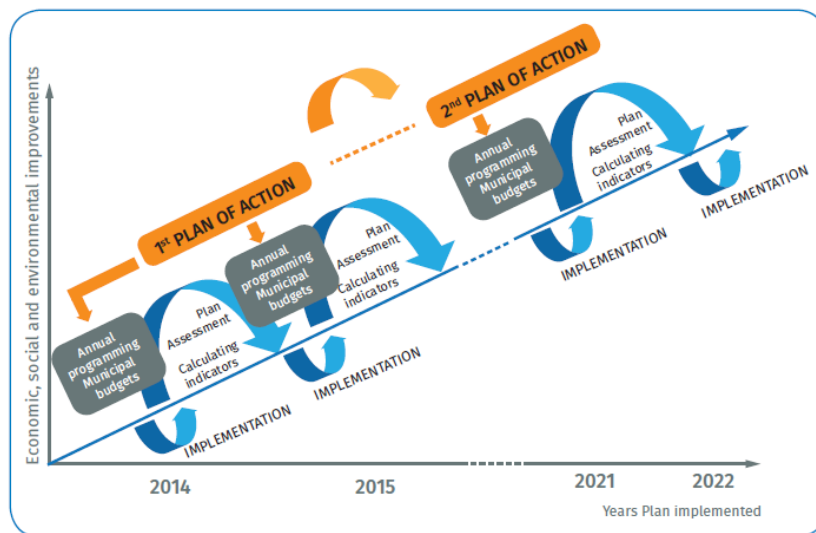 Economic, social and environmental improvements
1st PLAN OF ACTION
2nd PLAN OF ACTION
Annual
programming
Municipal
budgets
Plan
Assessment
Calculating
indicators
IMPLEMENTATION
Annual
programming
Municipal
budgets
Plan
Assessment
Calculating
indicators
IMPLEMENTATION
Annual
programming
Municipal
budgets
Plan
Assessment
Calculating
indicators
IMPLEMENTATION
IMPLEMENTATION
2014
2015
2021
2022
Years Plan implemented